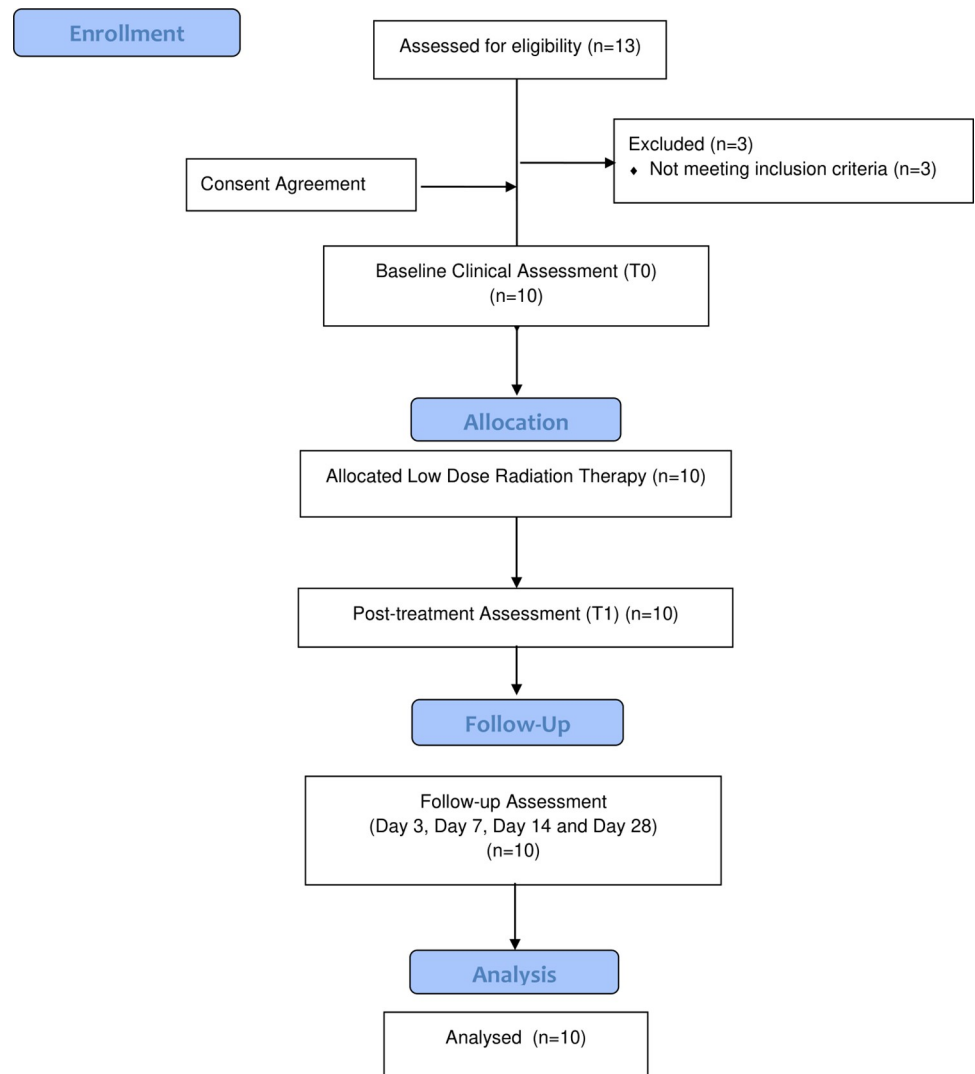 Enrollment
Assessed for eligibility (n=13)
Excluded (n=3)
♦ Not meeting inclusion criteria (n=3)
Consent Agreement
Baseline Clinical Assessment (T0)
(n=10)
Allocation
Allocated Low Dose Radiation Therapy (n=10)
Post-treatment Assessment (T1) (n=10)
Follow-Up
Follow-up Assessment
(Day 3, Day 7, Day 14 and Day 28)
(n=10)
Analysis
Analysed (n=10)